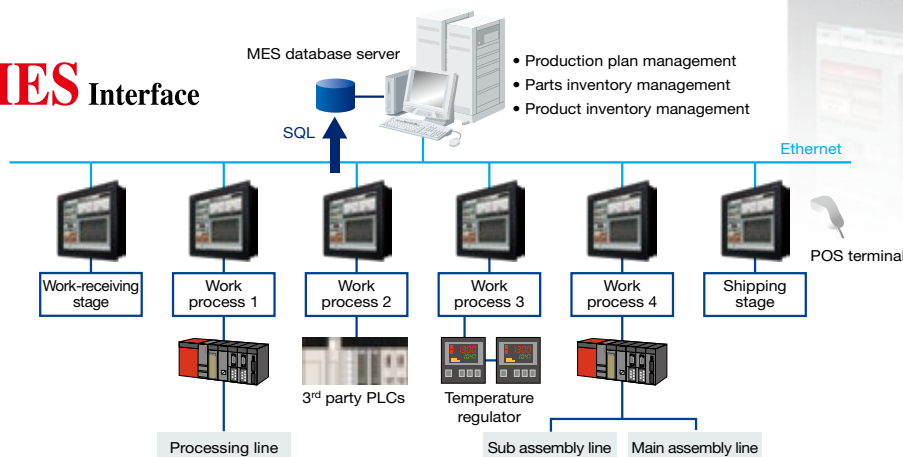 MES database server
• Production plan management
• Parts inventory management
• Product inventory management
IES Interface
SQL
Ethernet
POS terminal
Work-receiving
stage
Work
process 1
Work
process 2
Work
process 3
Work
process 4
Shipping
stage
3rd party PLCs
Temperature
regulator
Processing line
Sub assembly line
Main assembly line